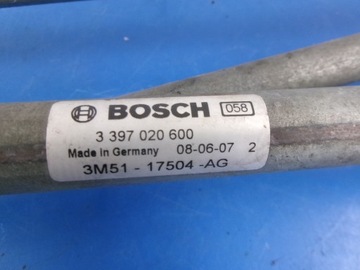 BOSCH 058
3 397 020 600
Made in Germany 08-06-07 2
3M51 - 17504 -AG